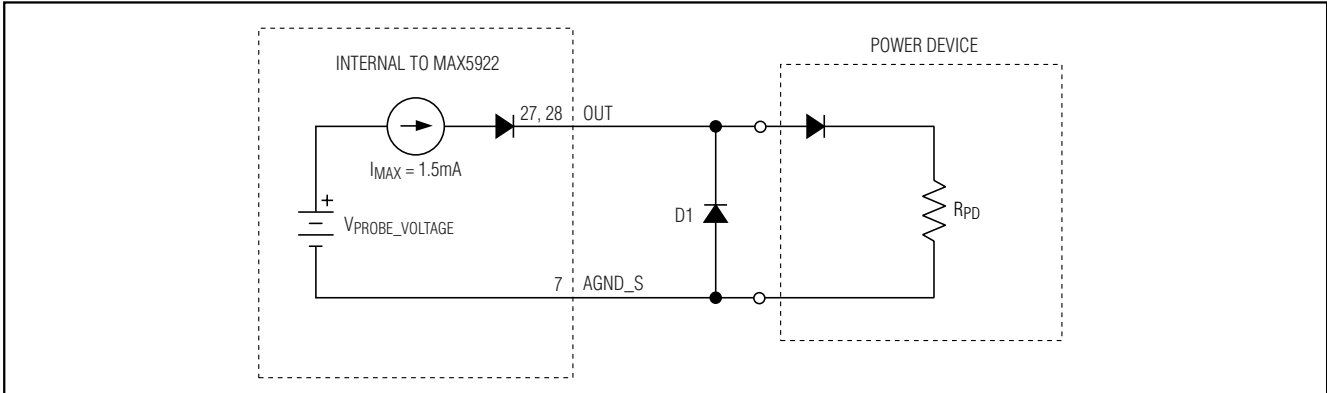 POWER DEVICE
INTERNAL TO MAX5922
27, 28 OUT
IMAX = 1.5mA
+
VPROBE_VOLTAGE
D1
RPD
7 AGND_S